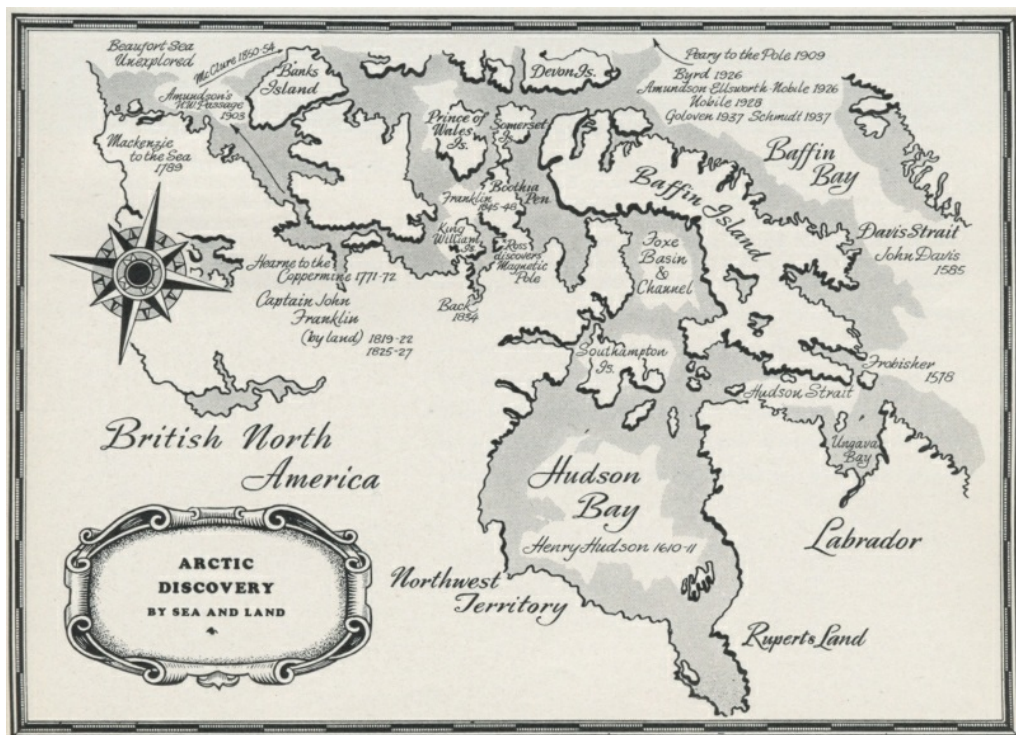 Beaufort Sea
Unexplored
McClure 1850-54
Banks
Island
Devon Is.
Peary to the Pole 1909
Byrd 1926
Amundson Ellsworth-Nobile 1926
Nobile 1928
Goloven 1937 Schmidt 1937
Amundson's
N.W. Passage
1903
Mackenzie
to the Sea
1789
Prince of
Wales
Is.
Somerset
Is.
Baffin
Bay
Boothia
Pen
Franklin
1845-48
Baffin Island
King
William
Is
Ross
discovers
Magnetic
Pole
Foxe
Basin
&
Channel
Davis Strait
John Davis
1585
Hearne to the
Coppermine 1771-72
Captain John
Franklin
(by land) 1819-22
1825-27
Back
1834
Southampton
Is.
Frobisher
1578
Hudson Strait
Ungava
Bay
British North
America
Hudson
Bay
Henry Hudson 1610-11
Labrador
ARCTIC
DISCOVERY
BY SEA AND LAND
Northwest
Territory
Ruperts Land